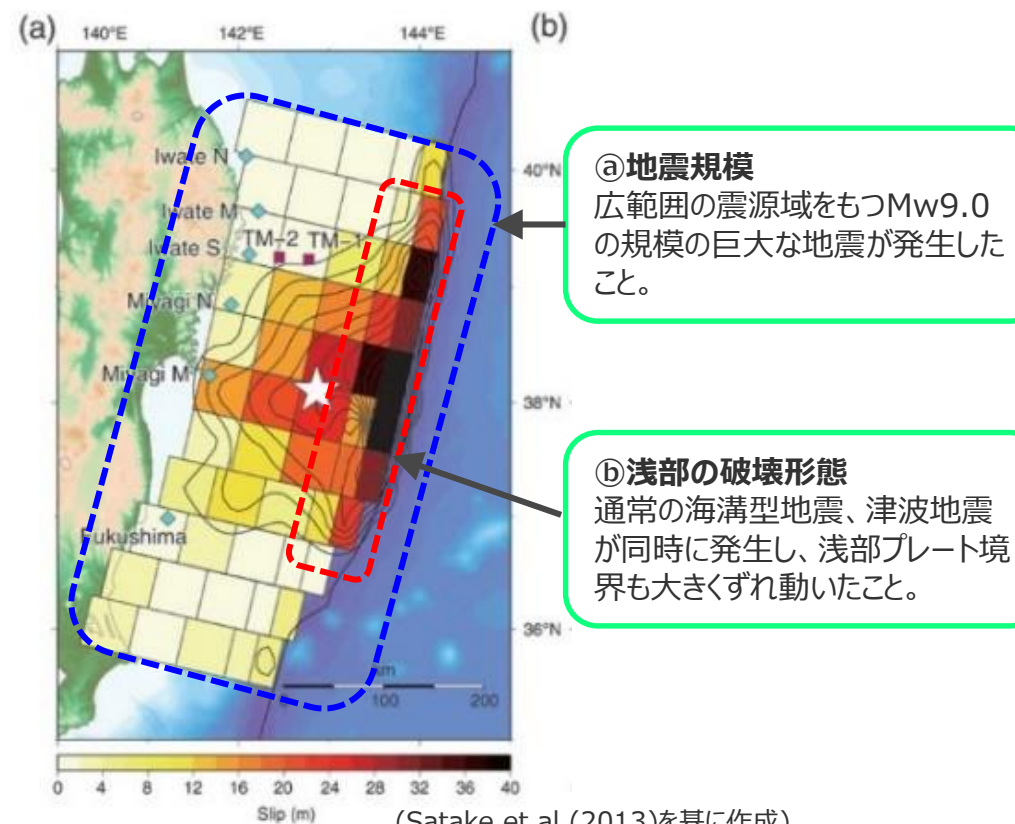 (a)
140°E
142°E
144°E
(b)
40°N
38°N
36°N
Iwate N
Iwate M
Iwate S
TM-2 TM-1
Miyagi N
Miyagi M
Fukushima
km
0 100 200
0 4 8 12 16 20 24 28 32 36 40
Slip (m)
ⓐ地震規模
広範囲の震源域をもつMw9.0
の規模の巨大な地震が発生した
こと。
ⓑ浅部の破壊形態
通常の海溝型地震、津波地震
が同時に発生し、浅部プレート境
界も大きくずれ動いたこと。
(Satake et al.(2013)を基に作成)